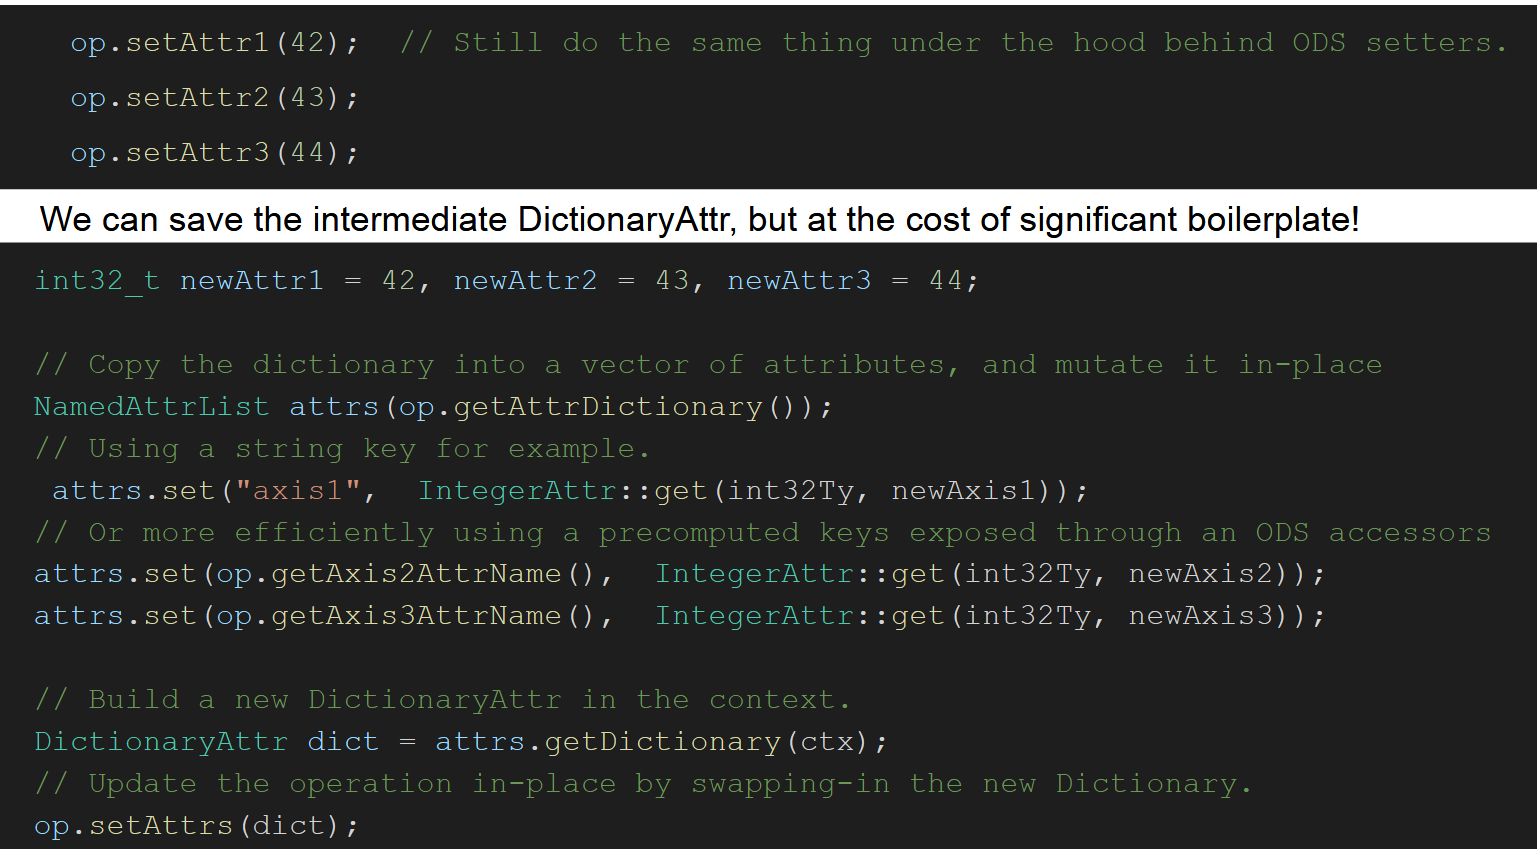 op.setAttr1(42);  // Still do the same thing under the hood behind ODS setters.
op.setAttr2(43);
op.setAttr3(44);
We can save the intermediate DictionaryAttr, but at the cost of significant boilerplate!
int32_t newAttr1 = 42, newAttr2 = 43, newAttr3 = 44;
// Copy the dictionary into a vector of attributes, and mutate it in-place
NamedAttrList attrs(op.getAttrDictionary());
// Using a string key for example.
attrs.set("axis1",  IntegerAttr::get(int32Ty, newAxis1));
// Or more efficiently using a precomputed keys exposed through an ODS accessors
attrs.set(op.getAxis2AttrName(),  IntegerAttr::get(int32Ty, newAxis2));
attrs.set(op.getAxis3AttrName(),  IntegerAttr::get(int32Ty, newAxis3));
// Build a new DictionaryAttr in the context.
DictionaryAttr dict = attrs.getDictionary(ctx);
// Update the operation in-place by swapping-in the new Dictionary.
op.setAttrs(dict);